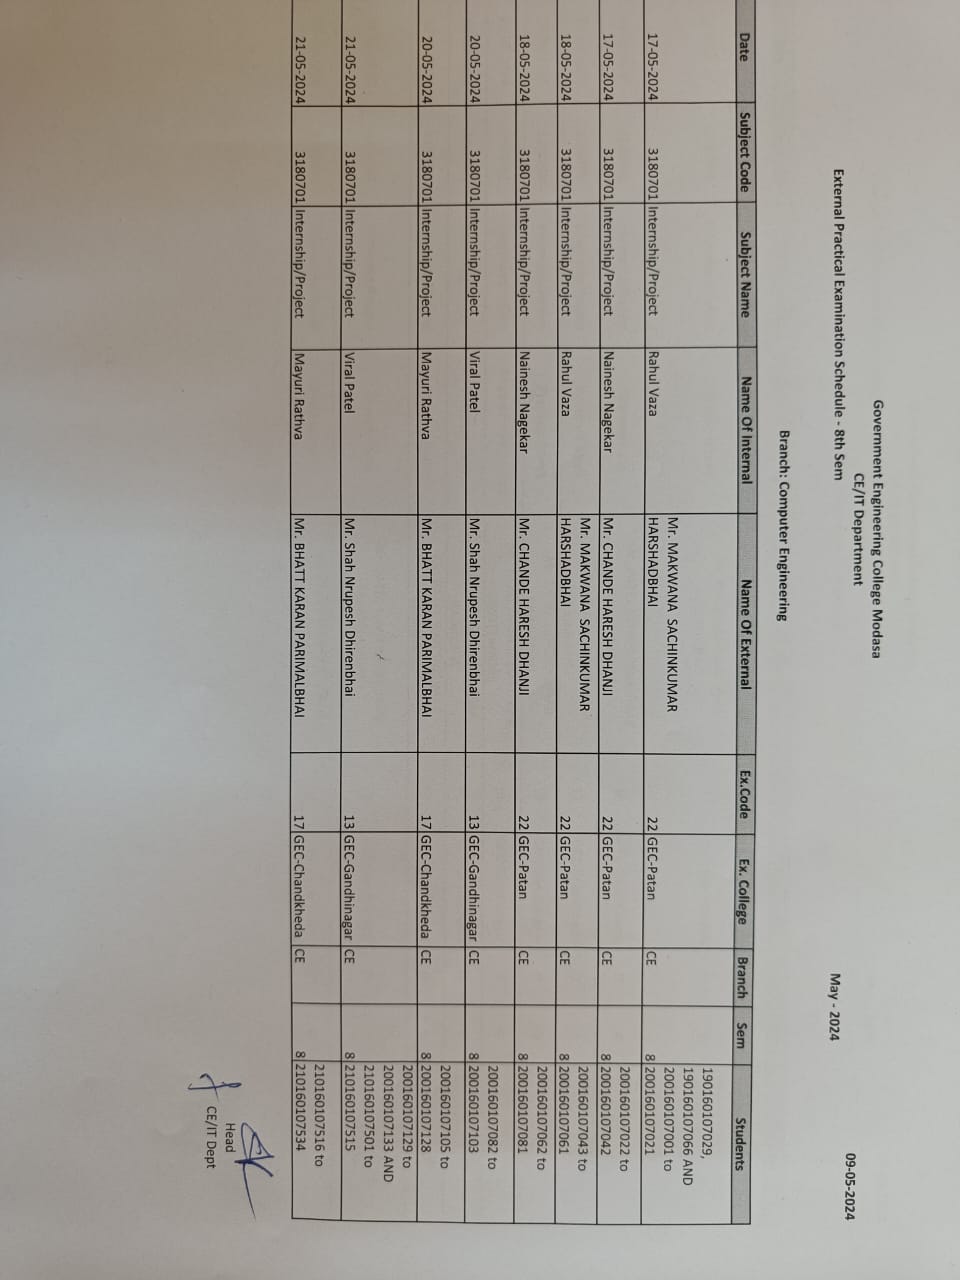 Government Engineering College Modasa
CE/IT Department
09-05-2024
External Practical Examination Schedule - 8th Sem May - 2024
Branch: Computer Engineering
Date Subject Code Subject Name Name Of Internal Name Of External Ex.Code Ex. College Branch Sem Students
190160107029,
190160107066 AND
Mr. MAKWANA SACHINKUMAR 200160107001 to
17-05-2024 3180701 Internship/Project Rahul Vaza HARSHADBHAI 22 GEC-Patan CE 8 200160107021
200160107022 to
17-05-2024 3180701 Internship/Project Nainesh Nagekar Mr. CHANDE HARESH DHANJI 22 GEC-Patan CE 8 200160107042
Mr. MAKWANA SACHINKUMAR 200160107043 to
18-05-2024 3180701 Internship/Project Rahul Vaza HARSHADBHAI 22 GEC-Patan CE 8 200160107061
200160107062 to
18-05-2024 3180701 Internship/Project Nainesh Nagekar Mr. CHANDE HARESH DHANJI 22 GEC-Patan CE 8 200160107081
200160107082 to
20-05-2024 3180701 Internship/Project Viral Patel Mr. Shah Nrupesh Dhirenbhai 13 GEC-Gandhinagar CE 8 200160107103
200160107105 to
20-05-2024 3180701 Internship/Project Mayuri Rathva Mr. BHATT KARAN PARIMALBHAI 17 GEC-Chandkheda CE 8 200160107128
200160107129 to
200160107133 AND
210160107501 to
21-05-2024 3180701 Internship/Project Viral Patel Mr. Shah Nrupesh Dhirenbhai 13 GEC-Gandhinagar CE 8 210160107515
210160107516 to
21-05-2024 3180701 Internship/Project Mayuri Rathva Mr. BHATT KARAN PARIMALBHAI 17 GEC-Chandkheda CE 8 210160107534
Head
CE/IT Dept